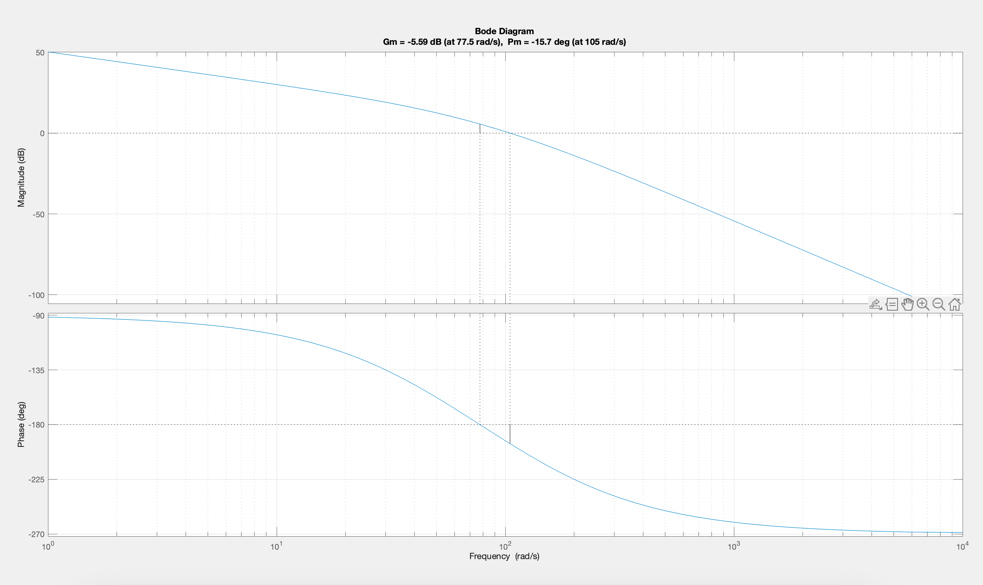 Bode Diagram
Gm = -5.59 dB (at 77.5 rad/s),  Pm = -15.7 deg (at 105 rad/s)
50
0
-50
-100
Magnitude (dB)
-90
-135
-180
-225
-270
Phase (deg)
10^0 10^1 10^2 10^3 10^4
Frequency (rad/s)